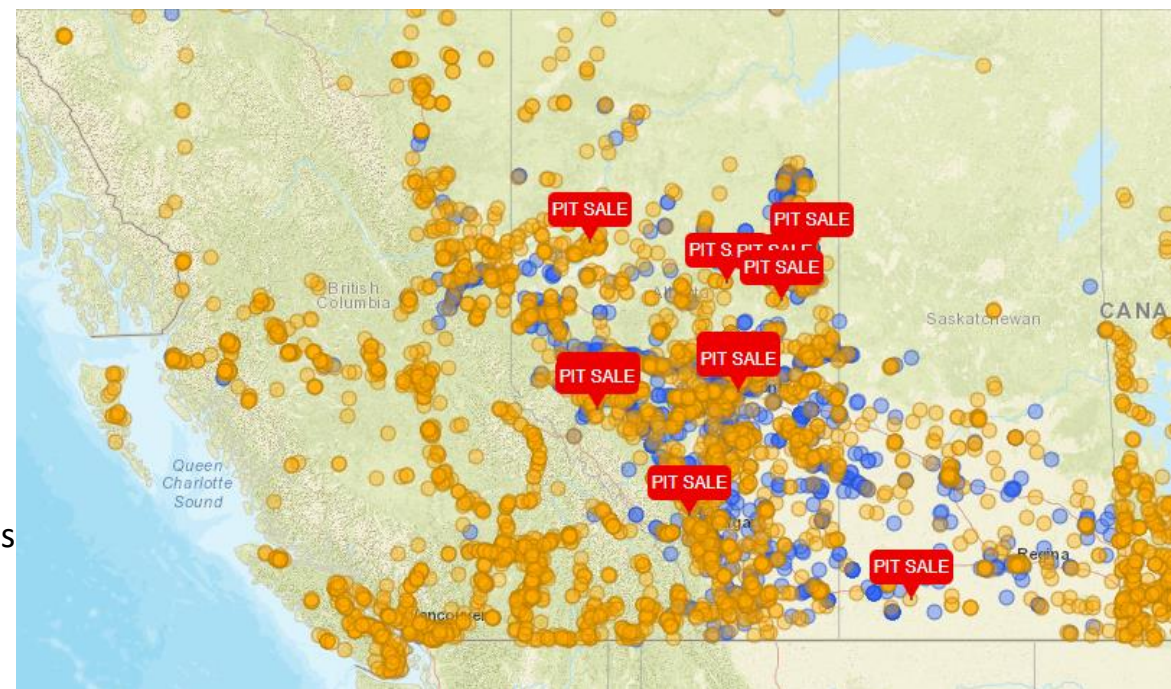 PIT SALE
PIT SALE
PIT S
PIT SALE
PIT SALE
British
Columbia
CANA
Saskatchewan
PIT SALE
PIT SALE
Queen
Charlotte
Sound
PIT SALE
s
Regina
PIT SALE